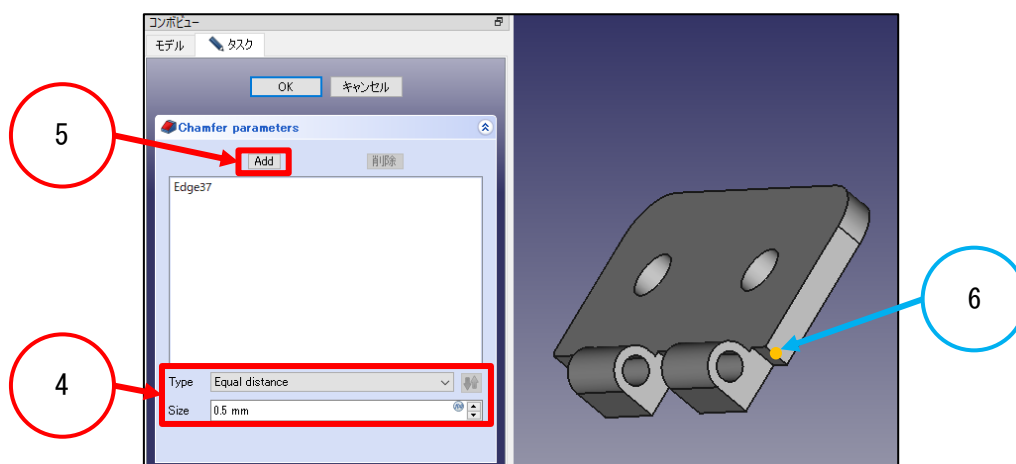 コンボビュー
モデル タスク
OK キャンセル
Chamfer parameters
Add 削除
Edge37
Type Equal distance
Size 0.5 mm
5
4
6